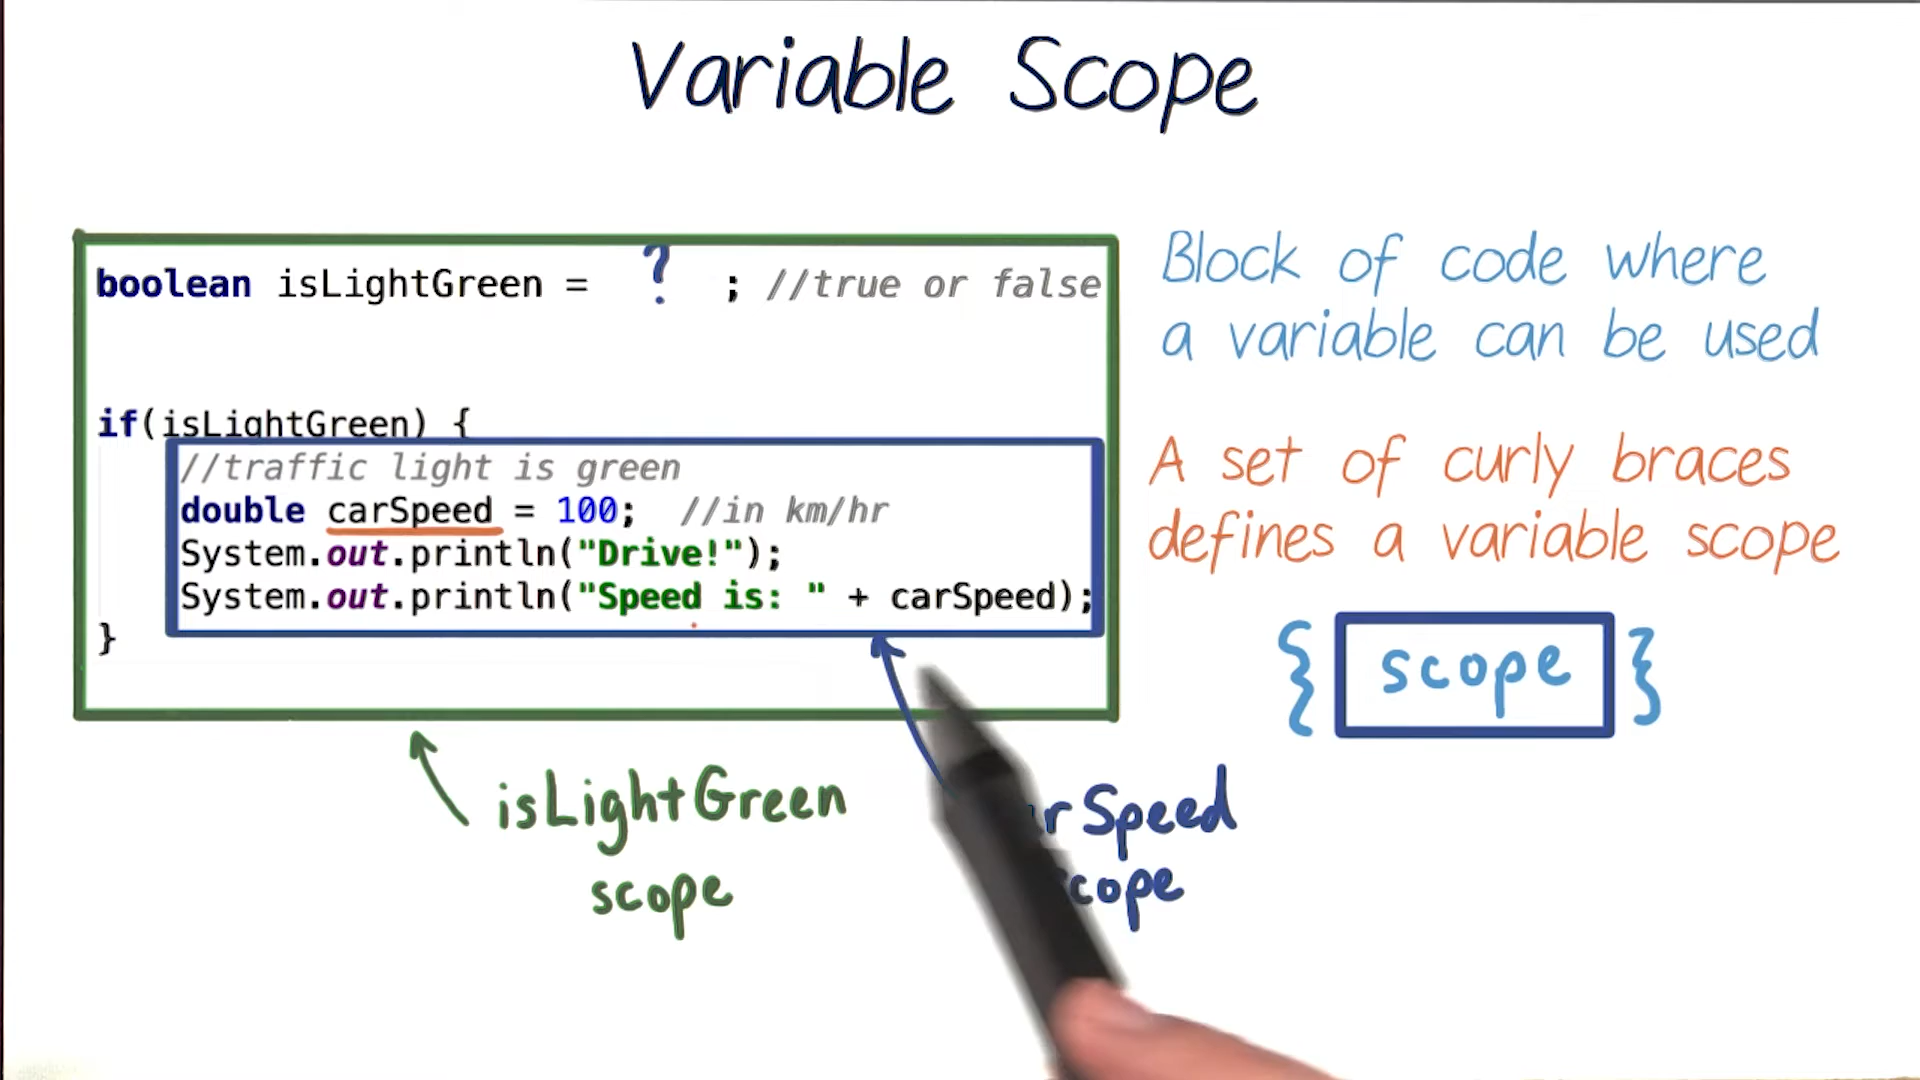 Variable Scope
boolean isLightGreen = ? ; //true or false
if(isLightGreen) {
//traffic light is green
double carSpeed = 100; //in km/hr
System.out.println("Drive!");
System.out.println("Speed is: " + carSpeed);
}
Block of code where
a variable can be used
A set of curly braces
defines a variable scope
{ scope }
isLightGreen
scope
rSpeed
cope